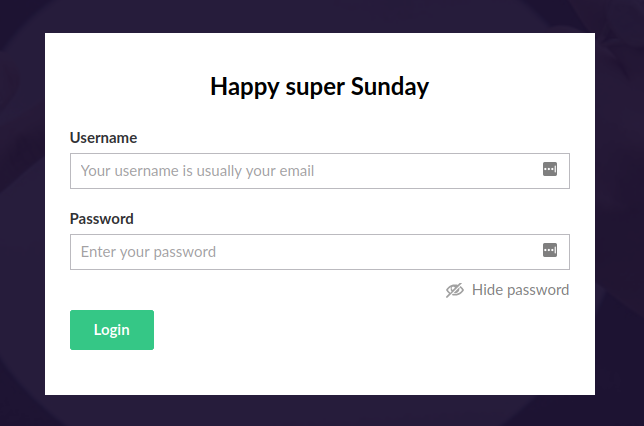 Happy super Sunday
Username
Your username is usually your email
Password
Enter your password
Hide password
Login